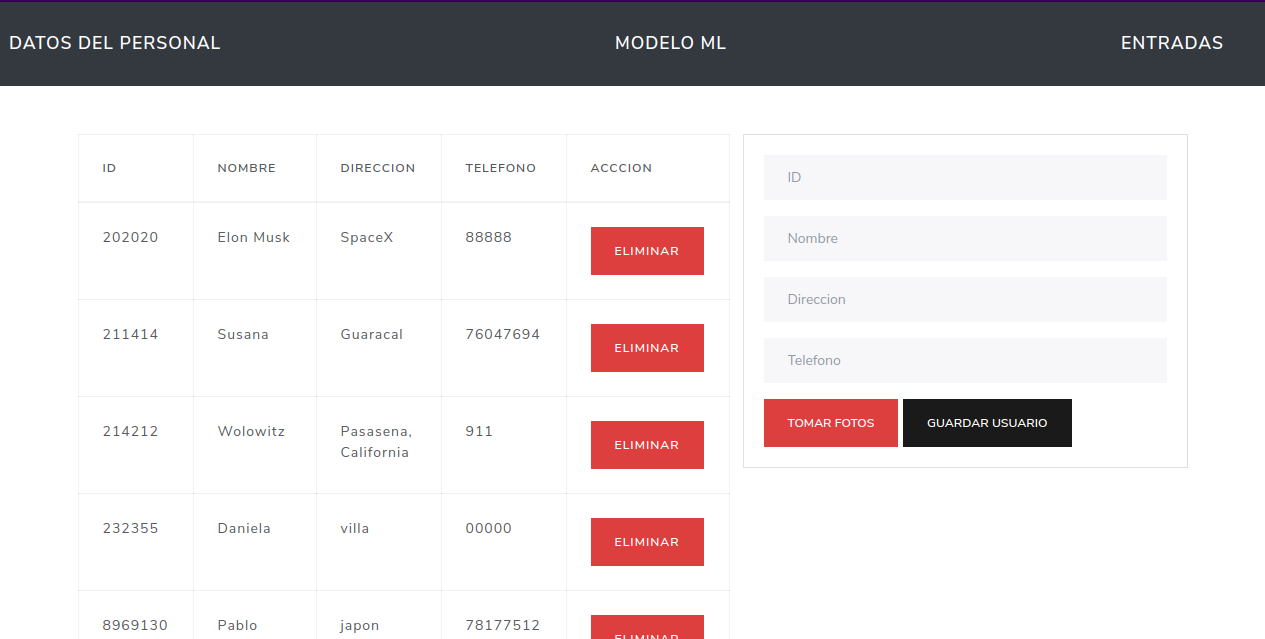 DATOS DEL PERSONAL MODELO ML ENTRADAS
ID NOMBRE DIRECCION TELEFONO ACCCION
202020 Elon Musk SpaceX 88888 ELIMINAR
211414 Susana Guaracal 76047694 ELIMINAR
214212 Wolowitz Pasasena, 911 ELIMINAR
California
232355 Daniela villa 00000 ELIMINAR
8969130 Pablo japon 78177512 ELIMINAR
ID
Nombre
Direccion
Telefono
TOMAR FOTOS GUARDAR USUARIO